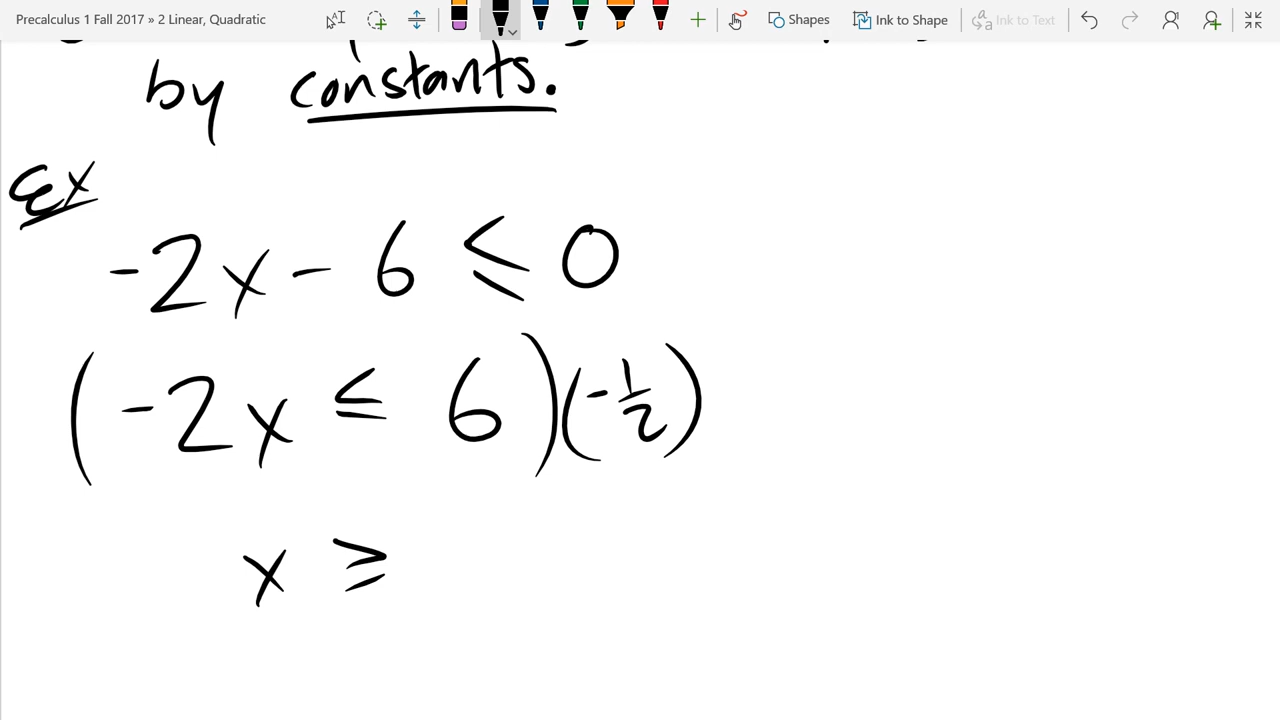 Precalculus 1 Fall 2017 » 2 Linear, Quadratic
Shapes Ink to Shape Ink to Text
by constants.
Ex
-2x - 6 ≤ 0
(-2x ≤ 6)(-1/2)
x ≥